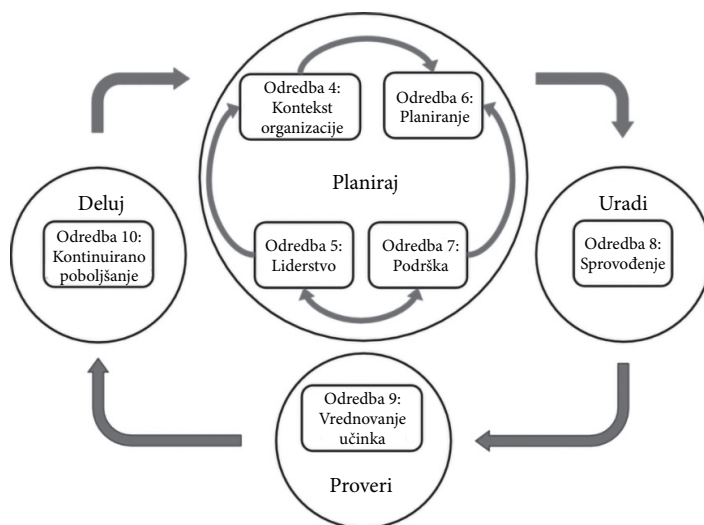 Odredba 4:
Kontekst
organizacije
Odredba 6:
Planiranje
Planiraj
Odredba 5:
Liderstvo
Odredba 7:
Podrška
Uradi
Odredba 8:
Sprovođenje
Odredba 9:
Vrednovanje
učinka
Proveri
Deluj
Odredba 10:
Kontinuirano
poboljšanje